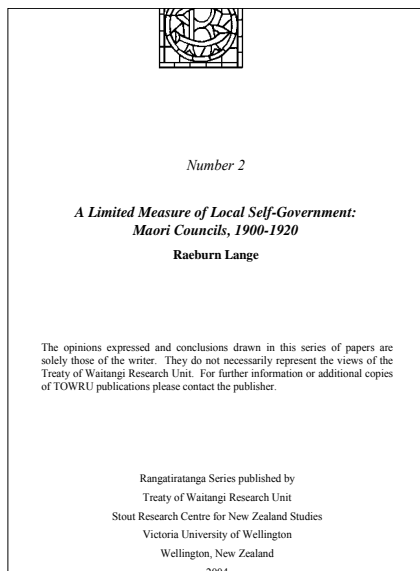 Number 2
A Limited Measure of Local Self-Government:
Maori Councils, 1900-1920
Raeburn Lange
The opinions expressed and conclusions drawn in this series of papers are
solely those of the writer. They do not necessarily represent the views of the
Treaty of Waitangi Research Unit. For further information or additional copies
of TOWRU publications please contact the publisher.
Rangatiratanga Series published by
Treaty of Waitangi Research Unit
Stout Research Centre for New Zealand Studies
Victoria University of Wellington
Wellington, New Zealand
2004